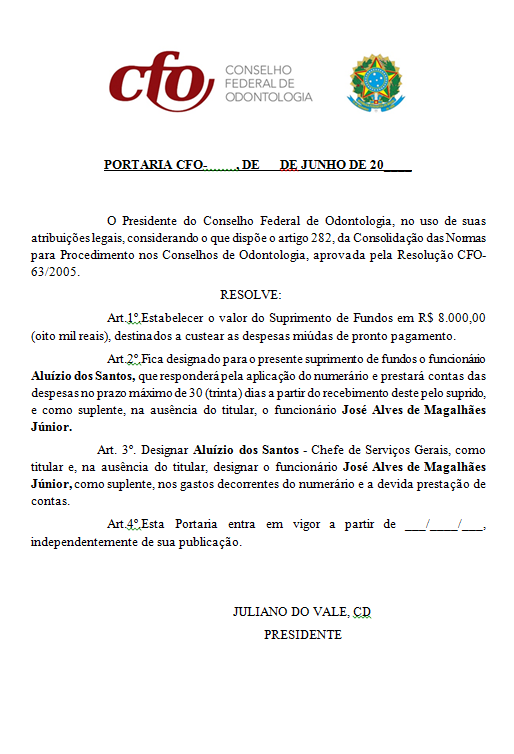 cfo CONSELHO
FEDERAL DE
ODONTOLOGIA
PORTARIA CFO-......., DE ___ DE JUNHO DE 20____
O Presidente do Conselho Federal de Odontologia, no uso de suas
atribuições legais, considerando o que dispõe o artigo 282, da Consolidação das Normas
para Procedimento nos Conselhos de Odontologia, aprovada pela Resolução CFO-
63/2005.
RESOLVE:
Art.1º.Estabelecer o valor do Suprimento de Fundos em R$ 8.000,00
(oito mil reais), destinados a custear as despesas miúdas de pronto pagamento.
Art.2º.Fica designado para o presente suprimento de fundos o funcionário
Aluízio dos Santos, que responderá pela aplicação do numerário e prestará contas das
despesas no prazo máximo de 30 (trinta) dias a partir do recebimento deste pelo suprido,
e como suplente, na ausência do titular, o funcionário José Alves de Magalhães
Júnior.
Art. 3º. Designar Aluízio dos Santos - Chefe de Serviços Gerais, como
titular e, na ausência do titular, designar o funcionário José Alves de Magalhães
Júnior, como suplente, nos gastos decorrentes do numerário e a devida prestação de
contas.
Art.4º.Esta Portaria entra em vigor a partir de ___/____/___,
independentemente de sua publicação.
JULIANO DO VALE, CD
PRESIDENTE